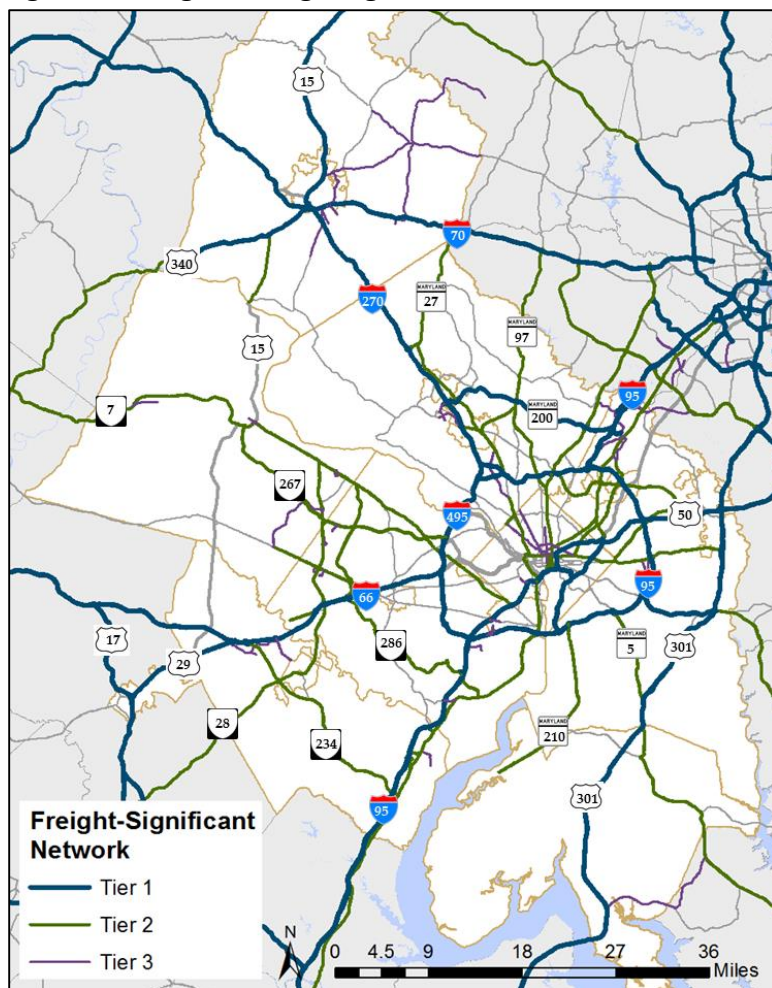 15
70
340
270
MARYLAND
27
MARYLAND
97
15
95
7
MARYLAND
200
267
495
50
66
95
17
29
286
MARYLAND
5
301
28
234
MARYLAND
210
301
95
Freight-Significant
Network
Tier 1
Tier 2
Tier 3
N
0 4.5 9 18 27 36
Miles